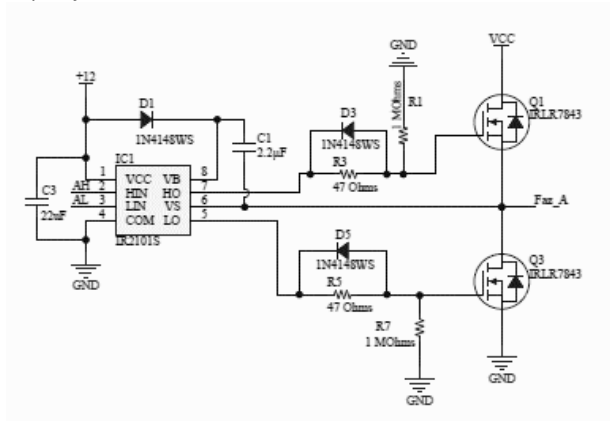 GND
VCC
+12
D1
1N4148WS
D3
1N4148WS
1 MOhms
R1
Q1
IRLR7843
C1
2.2µF
IC1
R3
47 Ohms
1 VCC VB 8
AH 2 HIN HO 7
AL 3 LIN VS 6
4 COM LO 5
IR2101S
C3
22uF
Faz_A
GND
D5
1N4148WS
R5
47 Ohms
Q3
IRLR7843
R7
1 MOhms
GND
GND